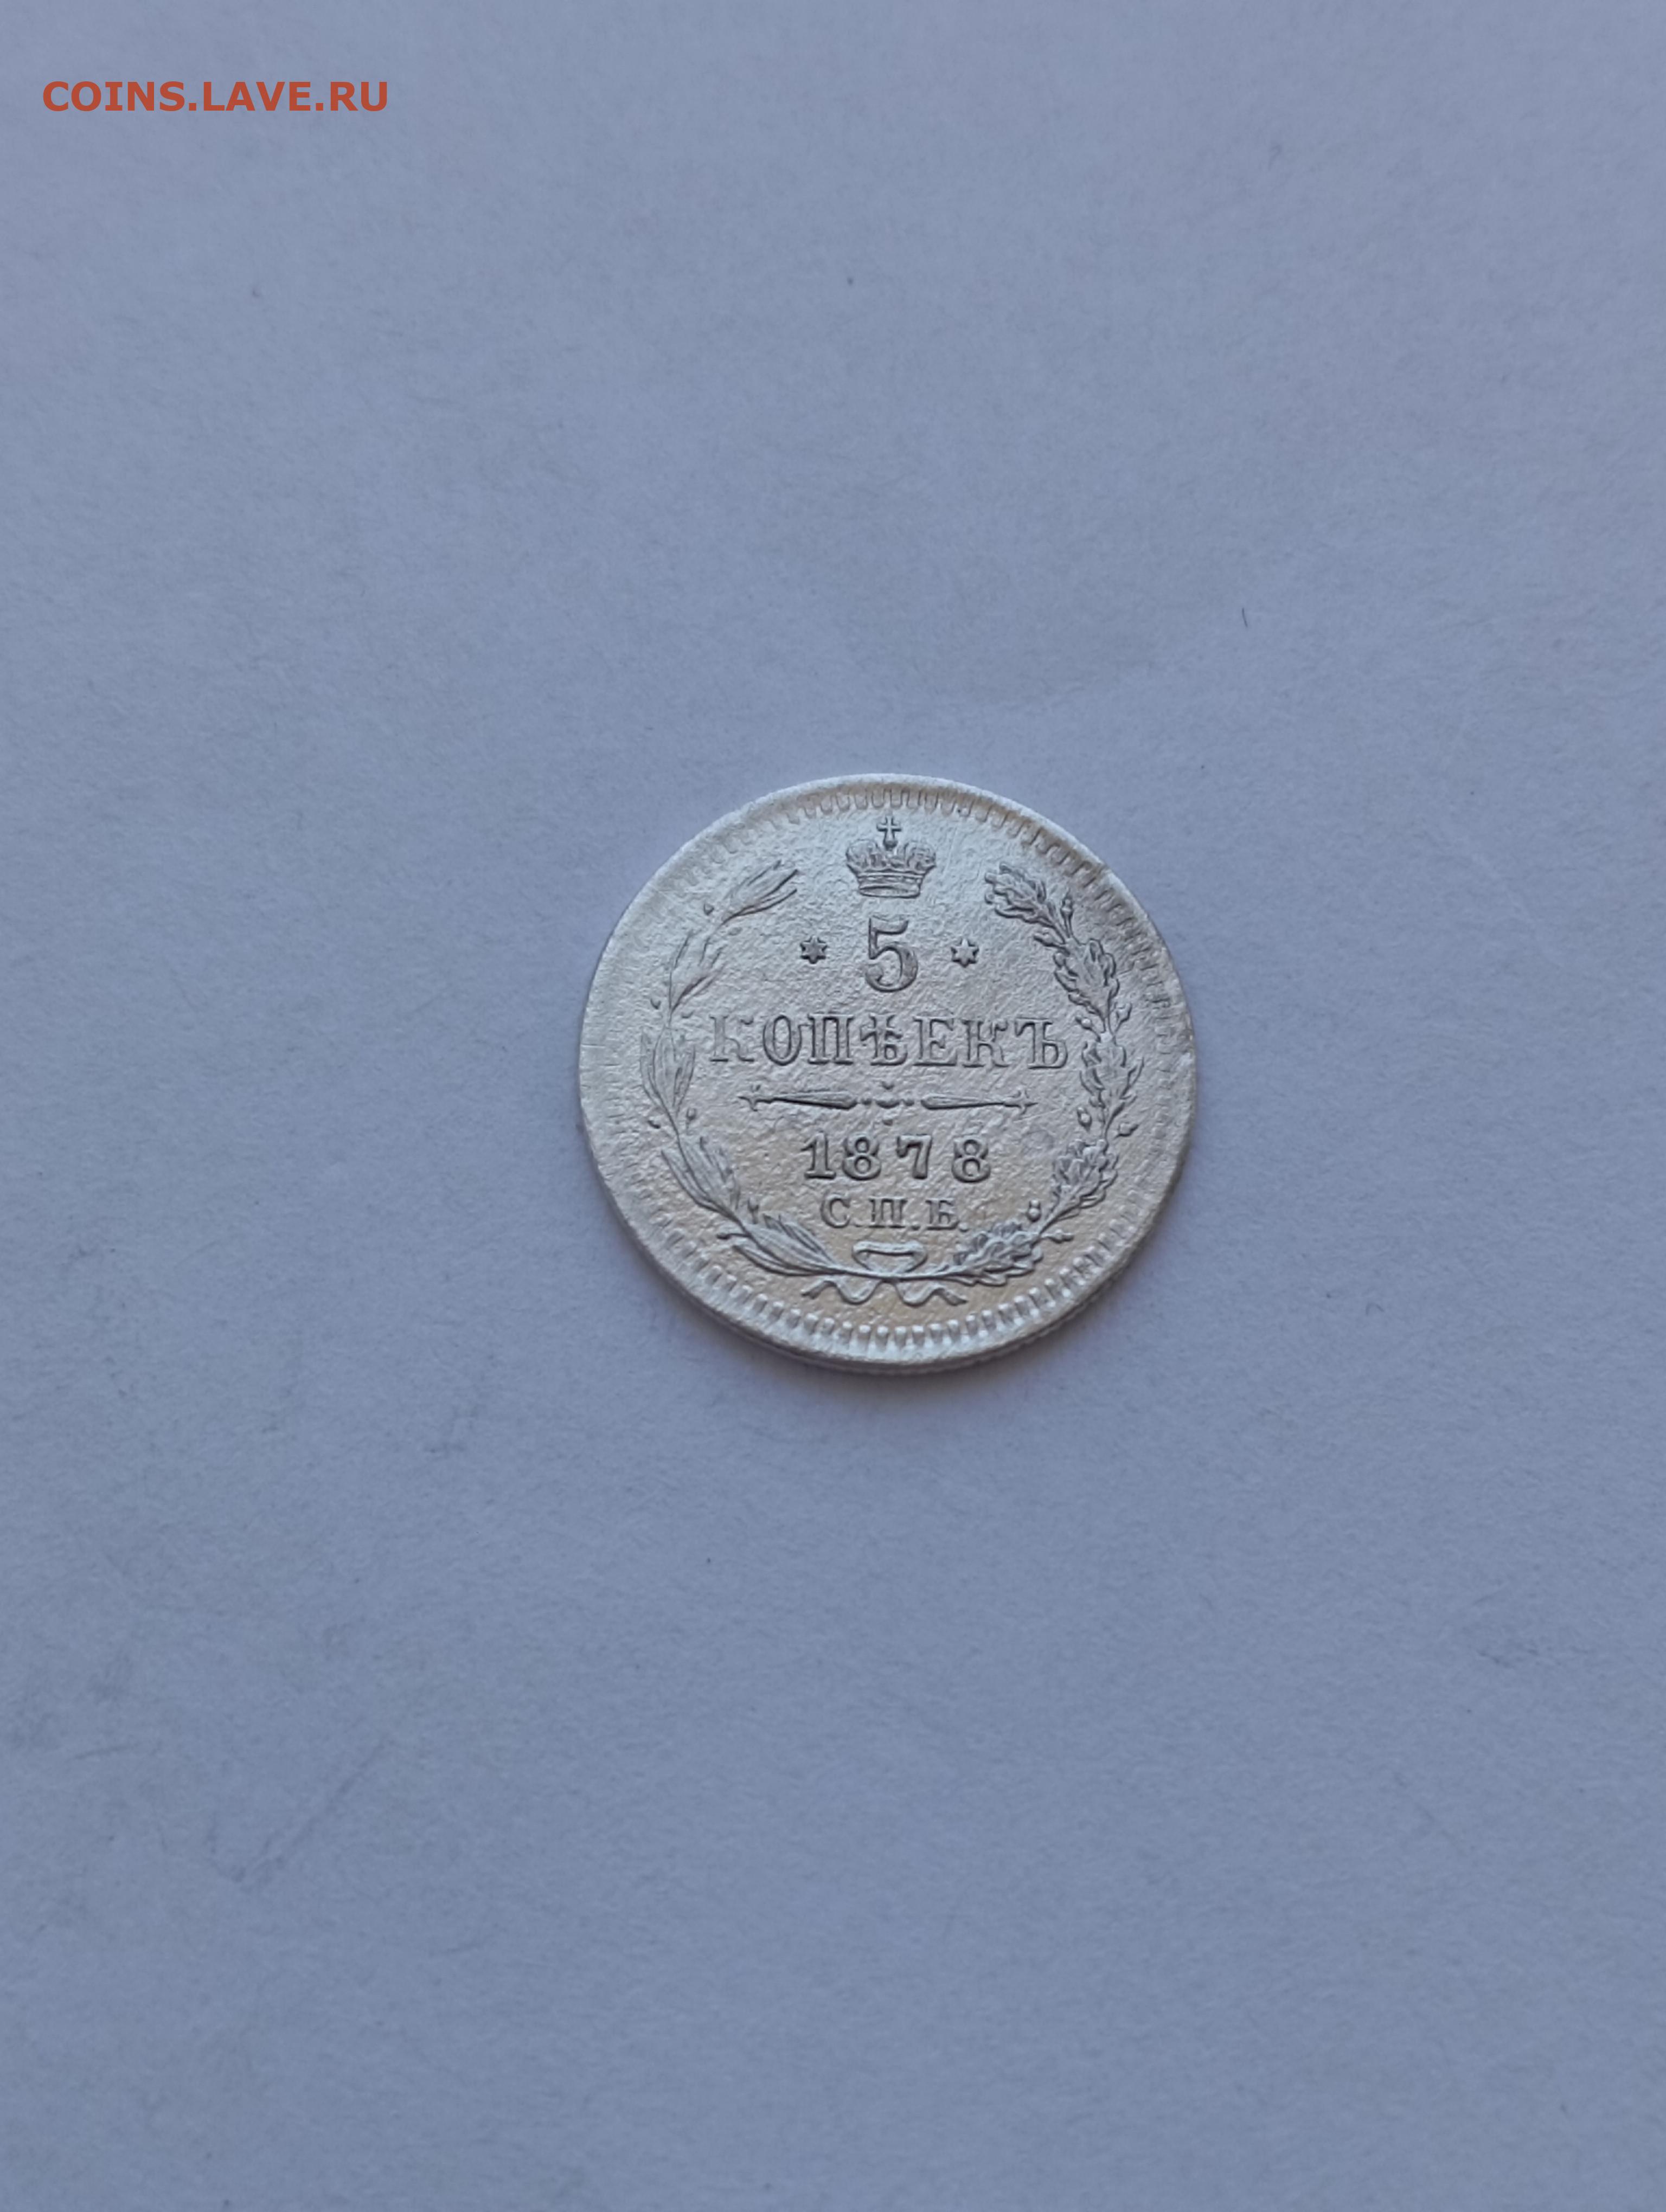 COINS.LAVE.RU
* 5 *
КОПѢЕКЪ
1878
С.П.Б.